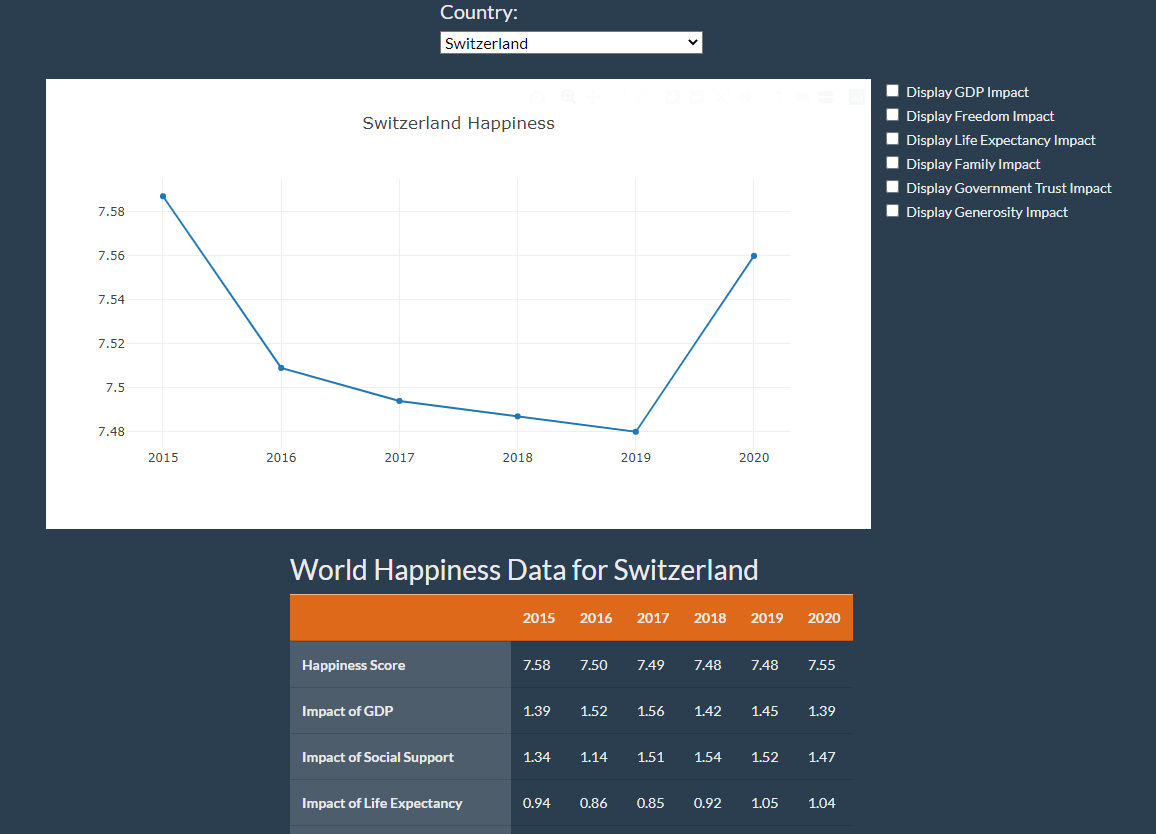 Country:
Switzerland
Display GDP Impact
Display Freedom Impact
Display Life Expectancy Impact
Display Family Impact
Display Government Trust Impact
Display Generosity Impact
Switzerland Happiness
7.58
7.56
7.54
7.52
7.5
7.48
2015 2016 2017 2018 2019 2020
World Happiness Data for Switzerland
2015 2016 2017 2018 2019 2020
Happiness Score 7.58 7.50 7.49 7.48 7.48 7.55
Impact of GDP 1.39 1.52 1.56 1.42 1.45 1.39
Impact of Social Support 1.34 1.14 1.51 1.54 1.52 1.47
Impact of Life Expectancy 0.94 0.86 0.85 0.92 1.05 1.04